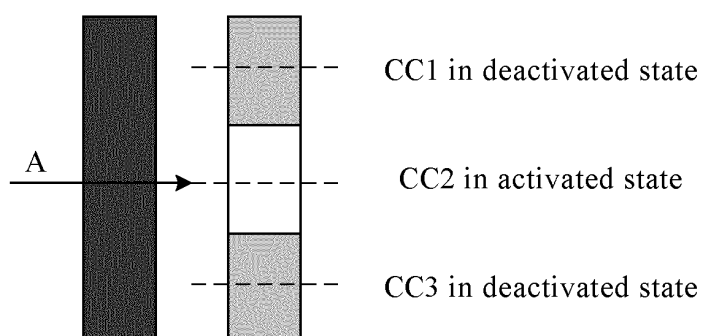 CC1 in deactivated state
A
CC2 in activated state
CC3 in deactivated state